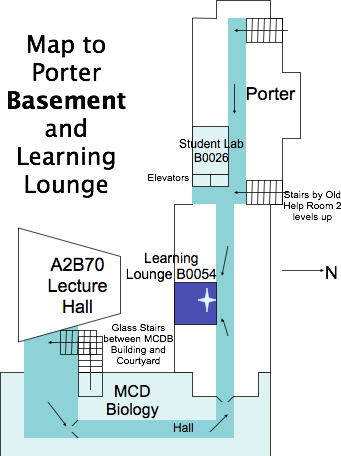 Map to
Porter
Basement
and
Learning
Lounge
Porter
Student Lab
B0026
Elevators
Stairs by Old
Help Room 2
levels up
Learning
Lounge B0054
N
A2B70
Lecture
Hall
Glass Stairs
between MCDB
Building and
Courtyard
MCD
Biology
Hall